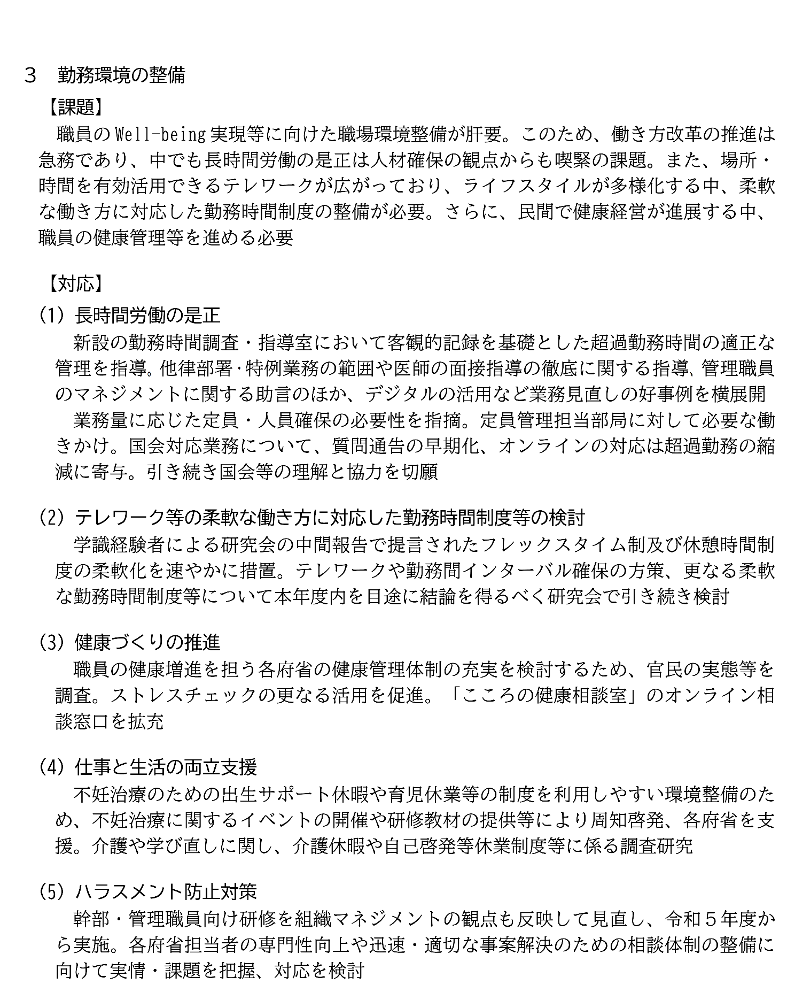 ３　勤務環境の整備
【課題】
職員の Well-being 実現等に向けた職場環境整備が肝要。このため、働き方改革の推進は
急務であり、中でも長時間労働の是正は人材確保の観点からも喫緊の課題。また、場所・
時間を有効活用できるテレワークが広がっており、ライフスタイルが多様化する中、柔軟
な働き方に対応した勤務時間制度の整備が必要。さらに、民間で健康経営が進展する中、
職員の健康管理等を進める必要
【対応】
(1) 長時間労働の是正
新設の勤務時間調査・指導室において客観的記録を基礎とした超過勤務時間の適正な
管理を指導。他律部署・特例業務の範囲や医師の面接指導の徹底に関する指導、管理職員
のマネジメントに関する助言のほか、デジタルの活用など業務見直しの好事例を横展開
業務量に応じた定員・人員確保の必要性を指摘。定員管理担当部局に対して必要な働
きかけ。国会対応業務について、質問通告の早期化、オンラインの対応は超過勤務の縮
減に寄与。引き続き国会等の理解と協力を切願
(2) テレワーク等の柔軟な働き方に対応した勤務時間制度等の検討
学識経験者による研究会の中間報告で提言されたフレックスタイム制及び休憩時間制
度の柔軟化を速やかに措置。テレワークや勤務間インターバル確保の方策、更なる柔軟
な勤務時間制度等について本年度内を目途に結論を得るべく研究会で引き続き検討
(3) 健康づくりの推進
職員の健康増進を担う各府省の健康管理体制の充実を検討するため、官民の実態等を
調査。ストレスチェックの更なる活用を促進。「こころの健康相談室」のオンライン相
談窓口を拡充
(4) 仕事と生活の両立支援
不妊治療のための出生サポート休暇や育児休業等の制度を利用しやすい環境整備のた
め、不妊治療に関するイベントの開催や研修教材の提供等により周知啓発、各府省を支
援。介護や学び直しに関し、介護休暇や自己啓発等休業制度等に係る調査研究
(5) ハラスメント防止対策
幹部・管理職員向け研修を組織マネジメントの観点も反映して見直し、令和５年度か
ら実施。各府省担当者の専門性向上や迅速・適切な事案解決のための相談体制の整備に
向けて実情・課題を把握、対応を検討